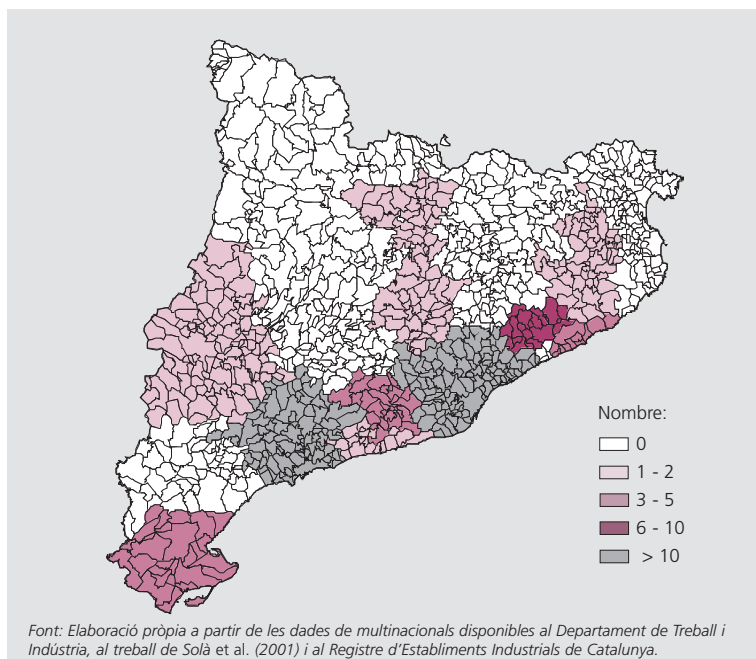 Nombre:
0
1 - 2
3 - 5
6 - 10
> 10
Font: Elaboració pròpia a partir de les dades de multinacionals disponibles al Departament de Treball i
Indústria, al treball de Solà et al. (2001) i al Registre d'Establiments Industrials de Catalunya.